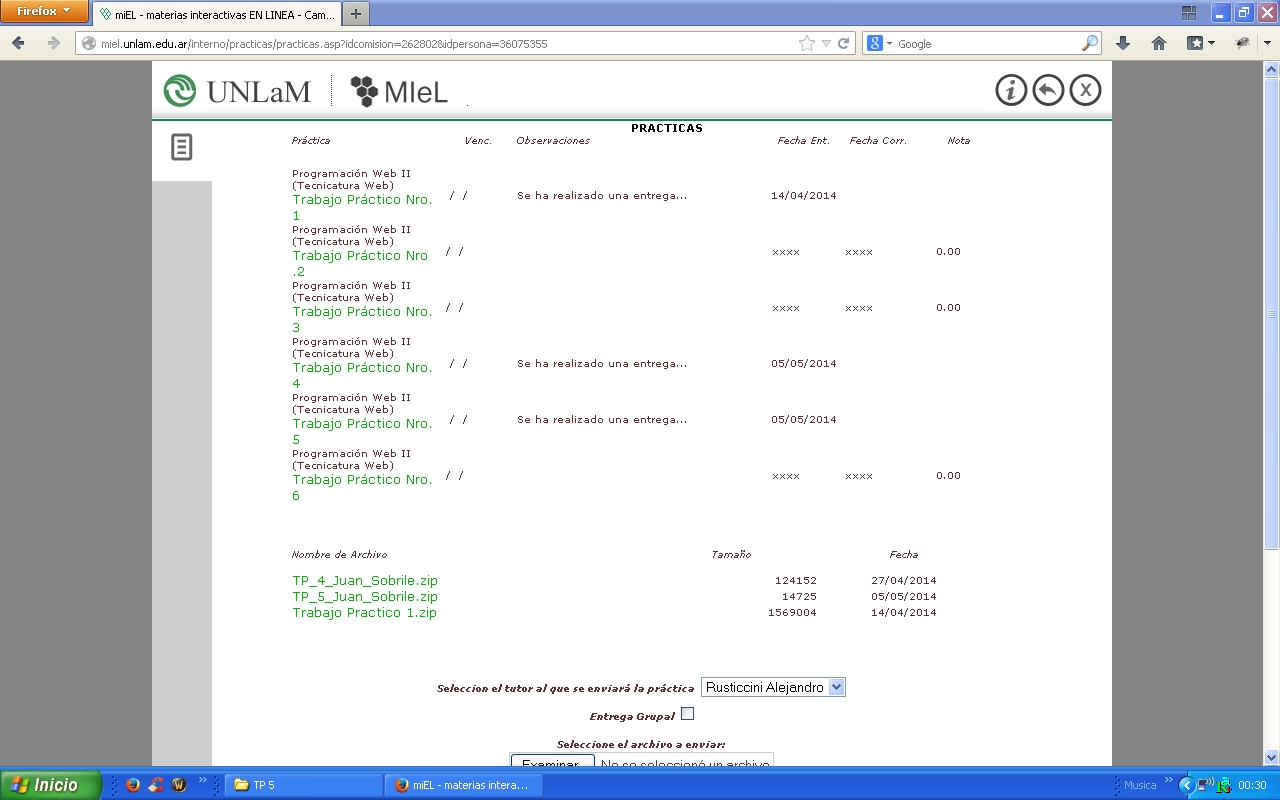 Firefox
miEL - materias interactivas EN LINEA - Cam...
miel.unlam.edu.ar/interno/practicas/practicas.asp?idcomision=262802&idpersona=36075355
Google
UNLaM MIeL
PRACTICAS
Práctica Venc. Observaciones Fecha Ent. Fecha Corr. Nota
Programación Web II
(Tecnicatura Web)
Trabajo Práctico Nro. / / Se ha realizado una entrega... 14/04/2014
1
Programación Web II
(Tecnicatura Web)
Trabajo Práctico Nro / / xxxx xxxx 0.00
.2
Programación Web II
(Tecnicatura Web)
Trabajo Práctico Nro. / / xxxx xxxx 0.00
3
Programación Web II
(Tecnicatura Web)
Trabajo Práctico Nro. / / Se ha realizado una entrega... 05/05/2014
4
Programación Web II
(Tecnicatura Web)
Trabajo Práctico Nro. / / Se ha realizado una entrega... 05/05/2014
5
Programación Web II
(Tecnicatura Web)
Trabajo Práctico Nro. / / xxxx xxxx 0.00
6
Nombre de Archivo Tamaño Fecha
TP_4_Juan_Sobrile.zip 124152 27/04/2014
TP_5_Juan_Sobrile.zip 14725 05/05/2014
Trabajo Practico 1.zip 1569004 14/04/2014
Seleccion el tutor al que se enviará la práctica Rusticcini Alejandro
Entrega Grupal
Seleccione el archivo a enviar:
Examinar... No se seleccionó un archivo.
Inicio TP 5 miEL - materias intera... Musica 00:30